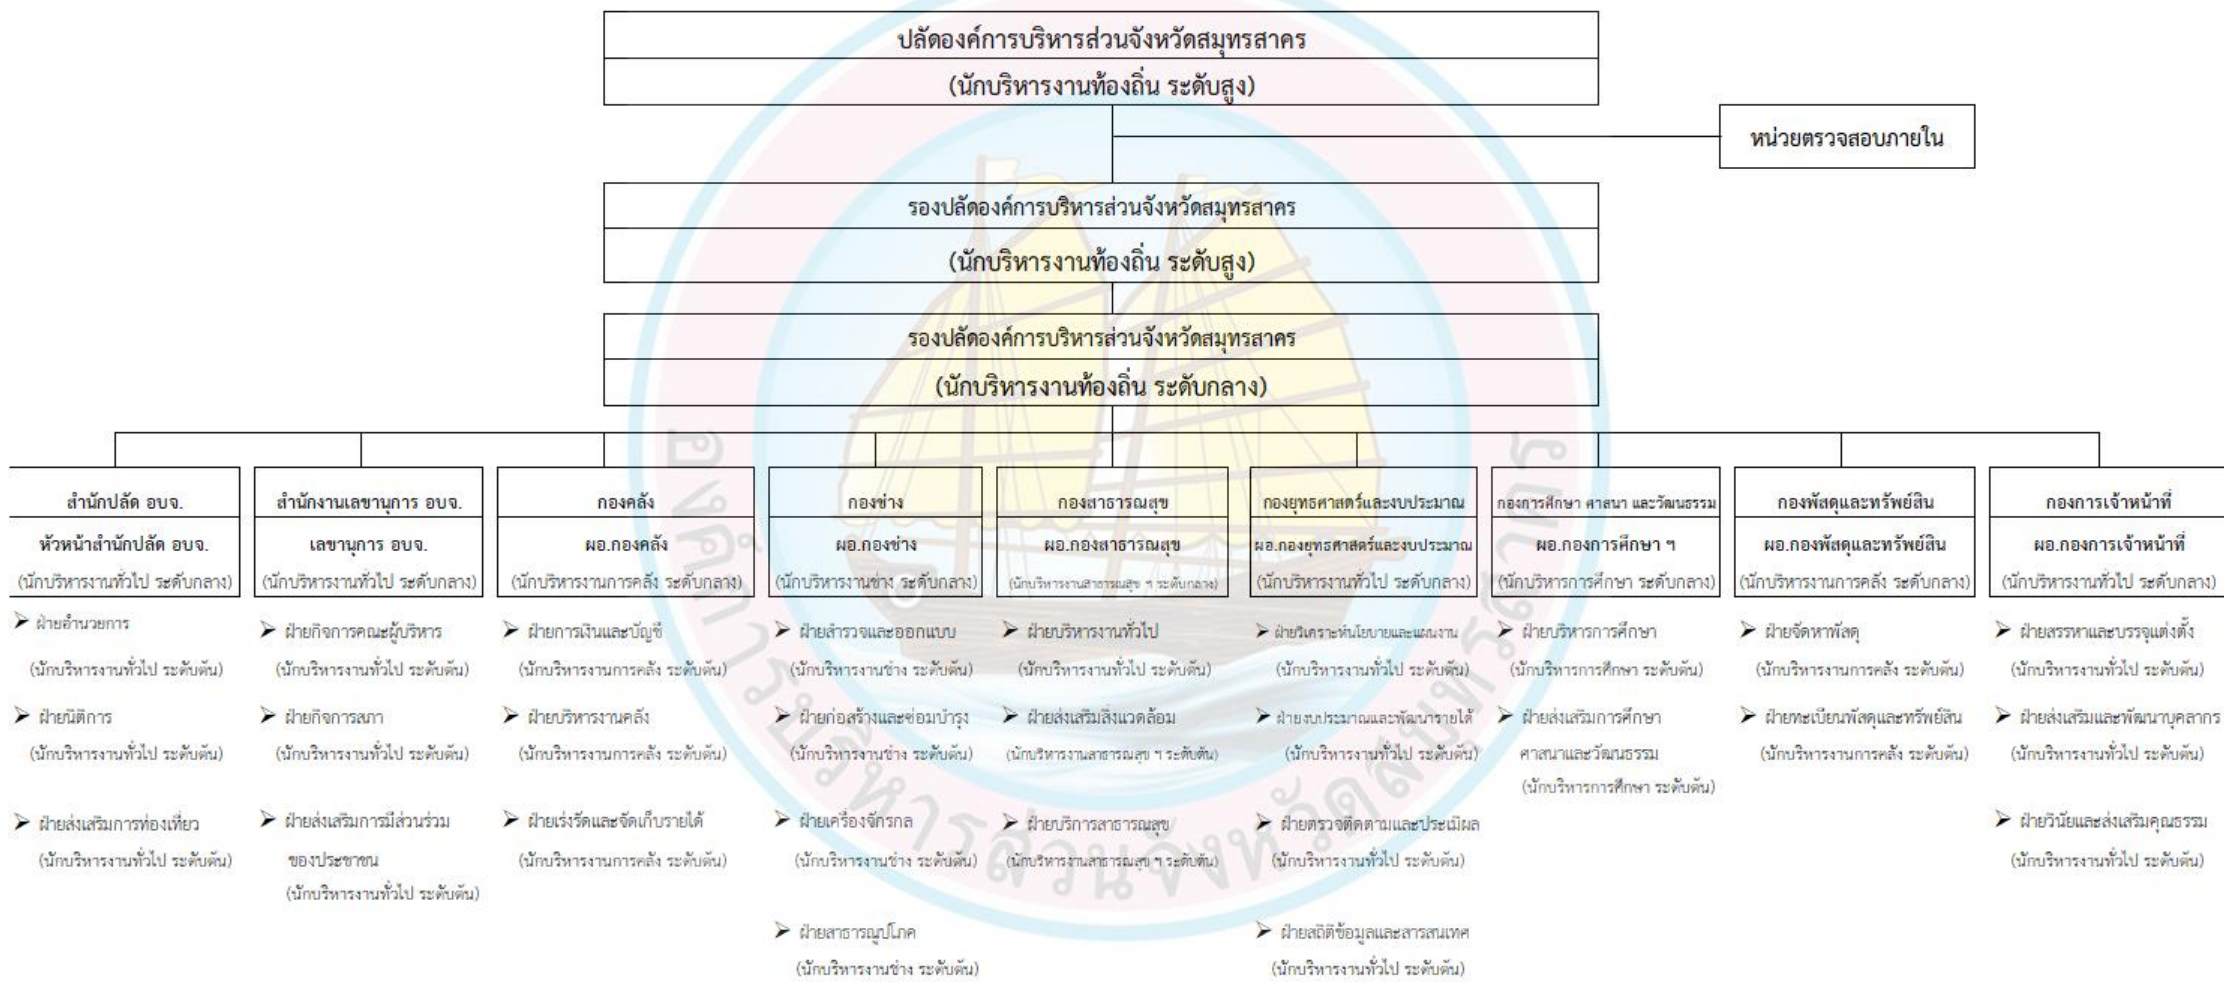 ปลัดองค์การบริหารส่วนจังหวัดสมุทรสาคร
(นักบริหารงานท้องถิ่น ระดับสูง)
หน่วยตรวจสอบภายใน
รองปลัดองค์การบริหารส่วนจังหวัดสมุทรสาคร
(นักบริหารงานท้องถิ่น ระดับสูง)
รองปลัดองค์การบริหารส่วนจังหวัดสมุทรสาคร
(นักบริหารงานท้องถิ่น ระดับกลาง)
สำนักปลัด อบจ.
หัวหน้าสำนักปลัด อบจ.
(นักบริหารงานทั่วไป ระดับกลาง)
➤ ฝ่ายอำนวยการ
(นักบริหารงานทั่วไป ระดับต้น)
➤ ฝ่ายนิติการ
(นักบริหารงานทั่วไป ระดับต้น)
➤ ฝ่ายส่งเสริมการท่องเที่ยว
(นักบริหารงานทั่วไป ระดับต้น)
สำนักงานเลขานุการ อบจ.
เลขานุการ อบจ.
(นักบริหารงานทั่วไป ระดับกลาง)
➤ ฝ่ายกิจการคณะผู้บริหาร
(นักบริหารงานทั่วไป ระดับต้น)
➤ ฝ่ายกิจการสภา
(นักบริหารงานทั่วไป ระดับต้น)
➤ ฝ่ายส่งเสริมการมีส่วนร่วม
ของประชาชน
(นักบริหารงานทั่วไป ระดับต้น)
กองคลัง
ผอ.กองคลัง
(นักบริหารงานการคลัง ระดับกลาง)
➤ ฝ่ายการเงินและบัญชี
(นักบริหารงานการคลัง ระดับต้น)
➤ ฝ่ายบริหารงานคลัง
(นักบริหารงานการคลัง ระดับต้น)
➤ ฝ่ายเร่งรัดและจัดเก็บรายได้
(นักบริหารงานการคลัง ระดับต้น)
กองช่าง
ผอ.กองช่าง
(นักบริหารงานช่าง ระดับกลาง)
➤ ฝ่ายสำรวจและออกแบบ
(นักบริหารงานช่าง ระดับต้น)
➤ ฝ่ายก่อสร้างและซ่อมบำรุง
(นักบริหารงานช่าง ระดับต้น)
➤ ฝ่ายเครื่องจักรกล
(นักบริหารงานช่าง ระดับต้น)
➤ ฝ่ายสาธารณูปโภค
(นักบริหารงานช่าง ระดับต้น)
กองสาธารณสุข
ผอ.กองสาธารณสุข
(นักบริหารงานสาธารณสุข ฯ ระดับกลาง)
➤ ฝ่ายบริหารงานทั่วไป
(นักบริหารงานทั่วไป ระดับต้น)
➤ ฝ่ายส่งเสริมสิ่งแวดล้อม
(นักบริหารงานสาธารณสุข ฯ ระดับต้น)
➤ ฝ่ายบริการสาธารณสุข
(นักบริหารงานสาธารณสุข ฯ ระดับต้น)
กองยุทธศาสตร์และงบประมาณ
ผอ.กองยุทธศาสตร์และงบประมาณ
(นักบริหารงานทั่วไป ระดับกลาง)
➤ ฝ่ายวิเคราะห์นโยบายและแผนงาน
(นักบริหารงานทั่วไป ระดับต้น)
➤ ฝ่ายงบประมาณและพัฒนารายได้
(นักบริหารงานทั่วไป ระดับต้น)
➤ ฝ่ายตรวจติดตามและประเมิผล
(นักบริหารงานทั่วไป ระดับต้น)
➤ ฝ่ายสถิติข้อมูลและสารสนเทศ
(นักบริหารงานทั่วไป ระดับต้น)
กองการศึกษา ศาสนา และวัฒนธรรม
ผอ.กองการศึกษา ฯ
(นักบริหารการศึกษา ระดับกลาง)
➤ ฝ่ายบริหารการศึกษา
(นักบริหารการศึกษา ระดับต้น)
➤ ฝ่ายส่งเสริมการศึกษา
ศาสนาและวัฒนธรรม
(นักบริหารการศึกษา ระดับต้น)
กองพัสดุและทรัพย์สิน
ผอ.กองพัสดุและทรัพย์สิน
(นักบริหารงานการคลัง ระดับกลาง)
➤ ฝ่ายจัดหาพัสดุ
(นักบริหารงานการคลัง ระดับต้น)
➤ ฝ่ายทะเบียนพัสดุและทรัพย์สิน
(นักบริหารงานการคลัง ระดับต้น)
กองการเจ้าหน้าที่
ผอ.กองการเจ้าหน้าที่
(นักบริหารงานทั่วไป ระดับกลาง)
➤ ฝ่ายสรรหาและบรรจุแต่งตั้ง
(นักบริหารงานทั่วไป ระดับต้น)
➤ ฝ่ายส่งเสริมและพัฒนาบุคลากร
(นักบริหารงานทั่วไป ระดับต้น)
➤ ฝ่ายวินัยและส่งเสริมคุณธรรม
(นักบริหารงานทั่วไป ระดับต้น)
องค์การบริหารส่วนจังหวัดสมุทรสาคร